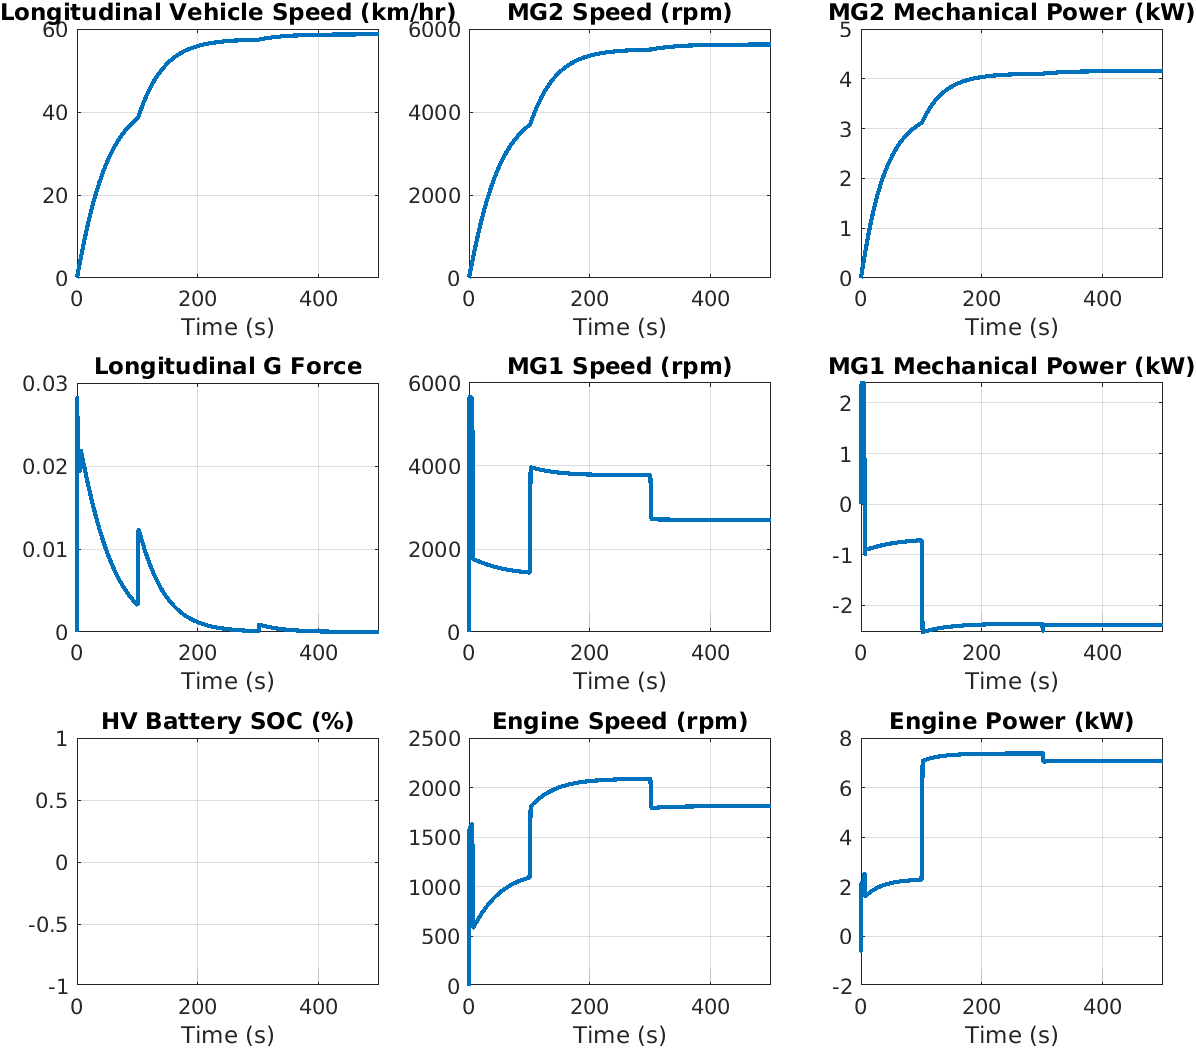 Longitudinal Vehicle Speed (km/hr)
60
40
20
0
0 200 400
Time (s)
MG2 Speed (rpm)
6000
4000
2000
0
0 200 400
Time (s)
MG2 Mechanical Power (kW)
5
4
3
2
1
0
0 200 400
Time (s)
Longitudinal G Force
0.03
0.02
0.01
0
0 200 400
Time (s)
MG1 Speed (rpm)
6000
4000
2000
0
0 200 400
Time (s)
MG1 Mechanical Power (kW)
2
1
0
-1
-2
0 200 400
Time (s)
HV Battery SOC (%)
1
0.5
0
-0.5
-1
0 200 400
Time (s)
Engine Speed (rpm)
2500
2000
1500
1000
500
0
0 200 400
Time (s)
Engine Power (kW)
8
6
4
2
0
-2
0 200 400
Time (s)